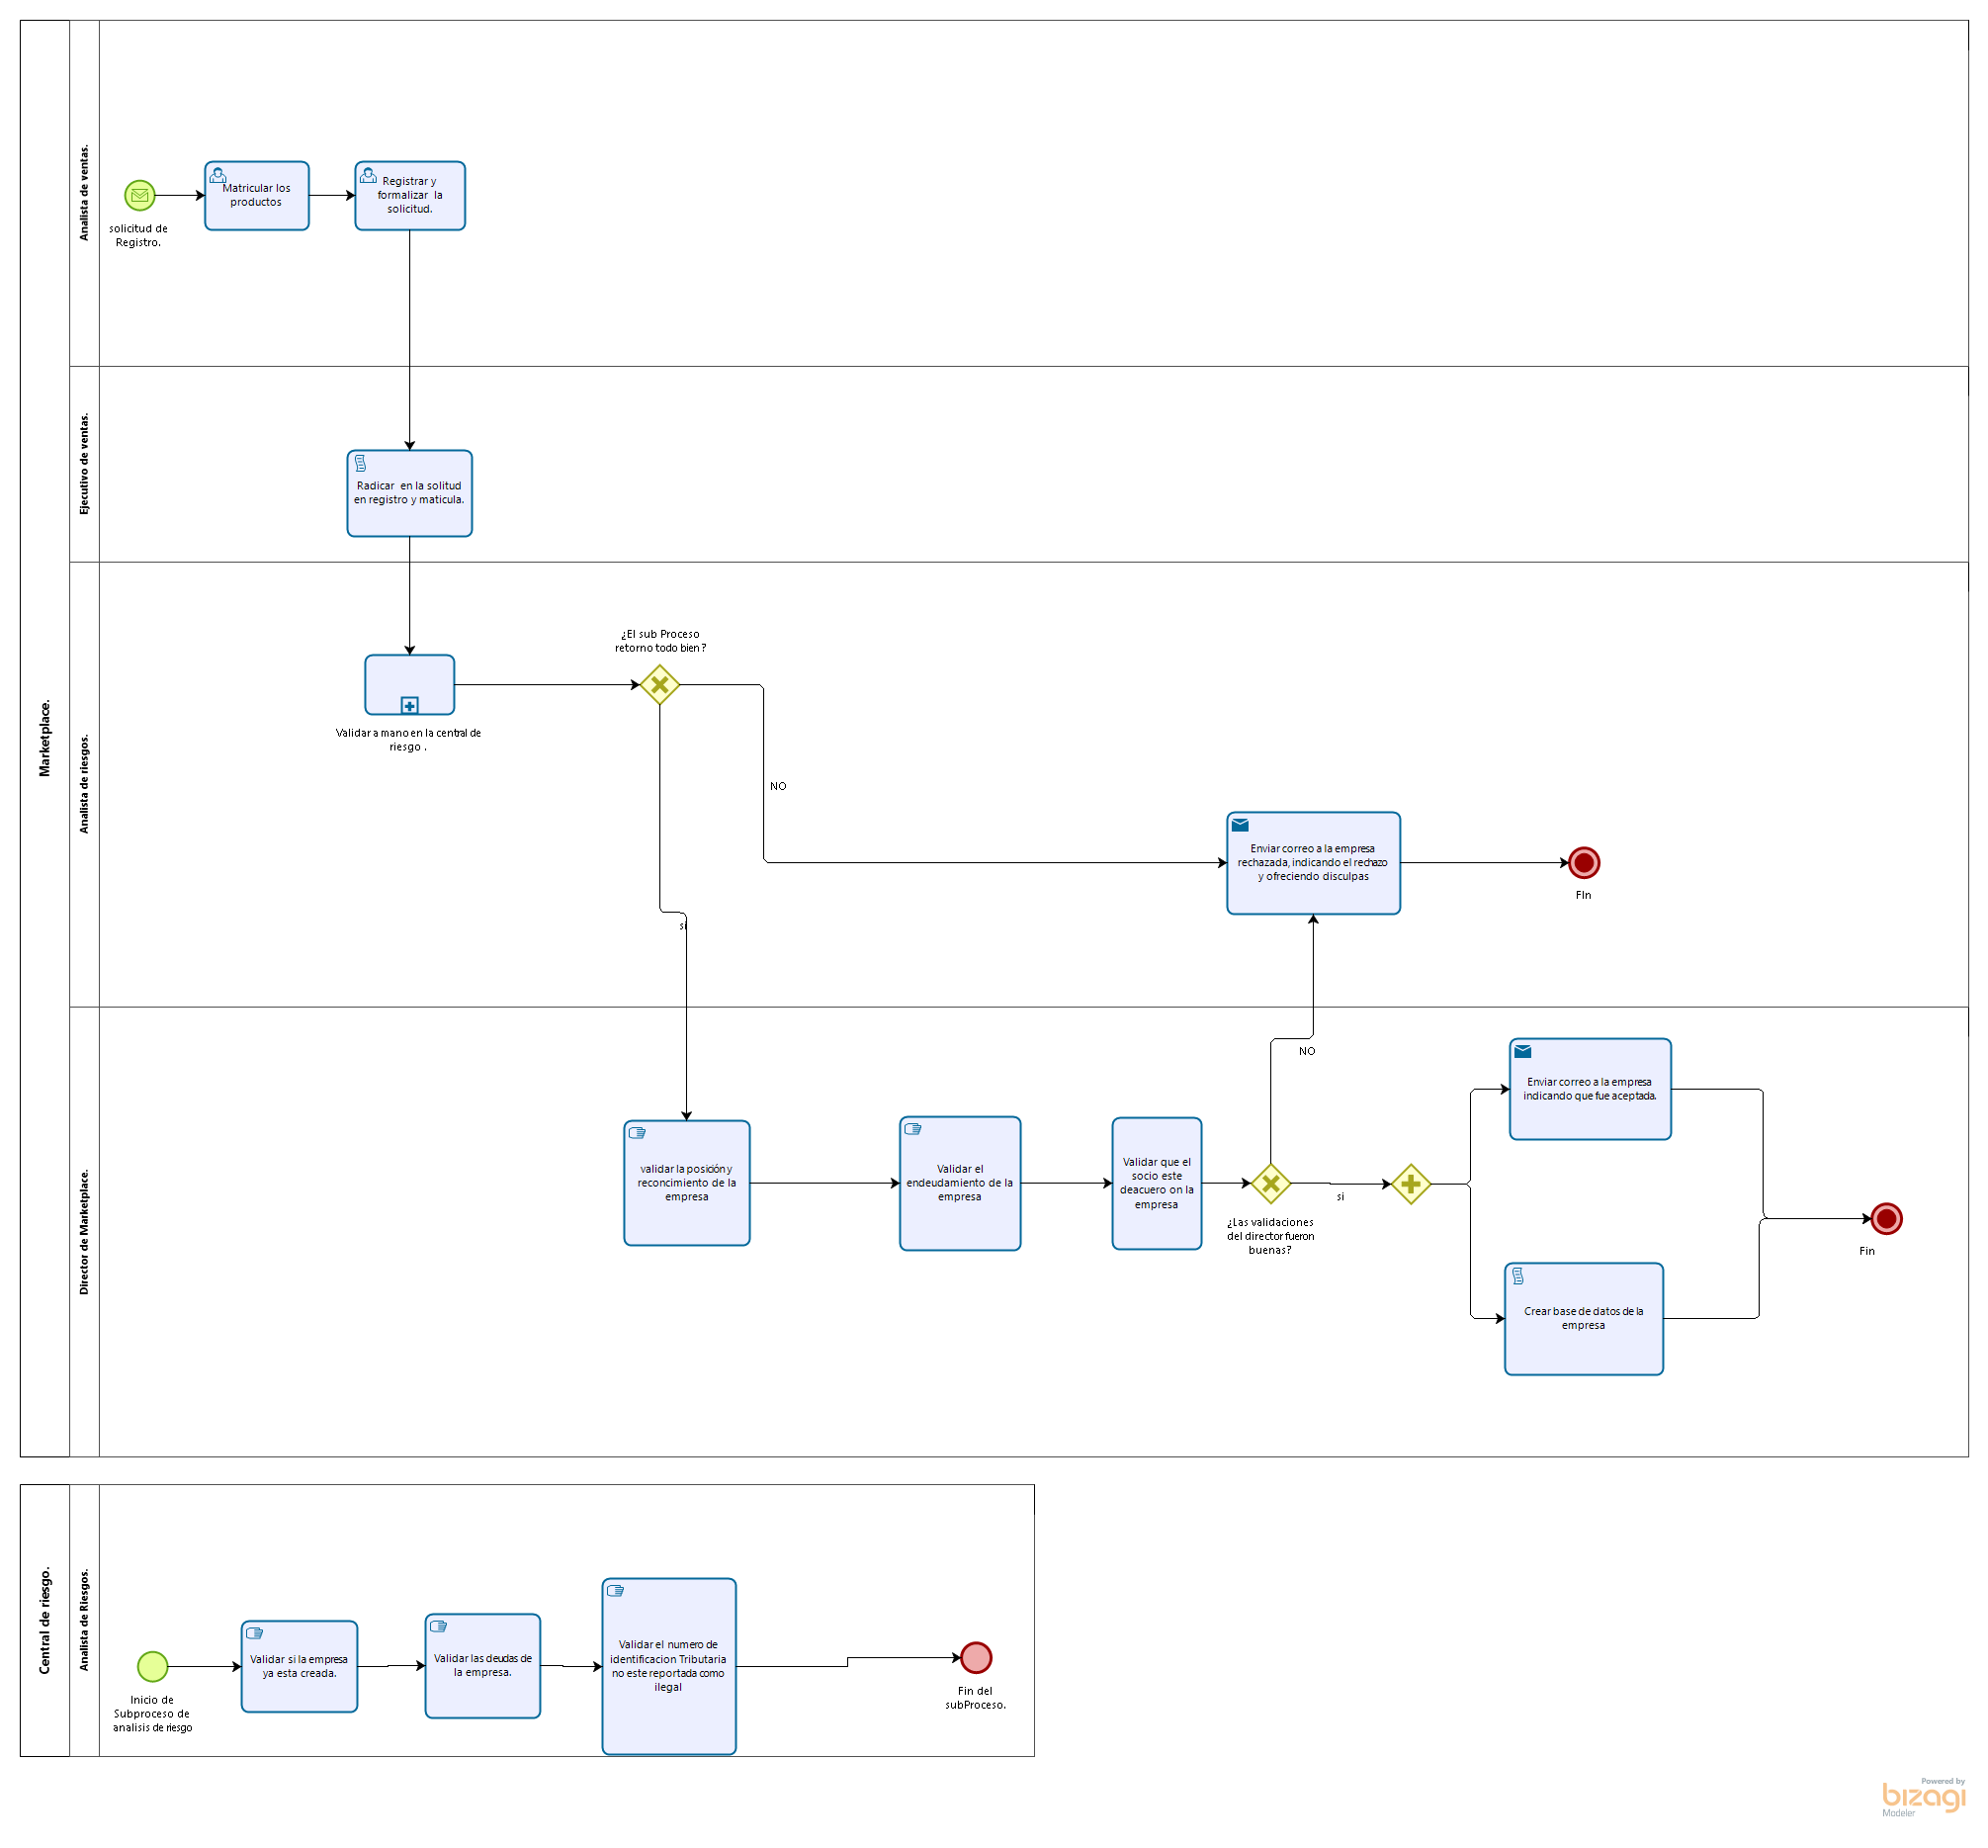 Marketplace.
Analista de ventas.
solicitud de
Registro.
Matricular los
productos
Registrar y
formalizar la
solicitud.
Ejecutivo de ventas.
Radicar en la solitud
en registro y maticula.
Analista de riesgos.
Validar a mano en la central de
riesgo .
¿El sub Proceso
retorno todo bien?
NO
si
Enviar correo a la empresa
rechazada, indicando el rechazo
y ofreciendo disculpas
FIn
Director de Marketplace.
validar la posición y
reconcimiento de la
empresa
Validar el
endeudamiento de la
empresa
Validar que el
socio este
deacuero on la
empresa
¿Las validaciones
del director fueron
buenas?
NO
si
Enviar correo a la empresa
indicando que fue aceptada.
Crear base de datos de la
empresa
Fin
Central de riesgo.
Analista de Riesgos.
Inicio de
Subproceso de
analisis de riesgo
Validar si la empresa
ya esta creada.
Validar las deudas de
la empresa.
Validar el numero de
identificacion Tributaria
no este reportada como
ilegal
Fin del
subProceso.
Powered by
bizagi
Modeler